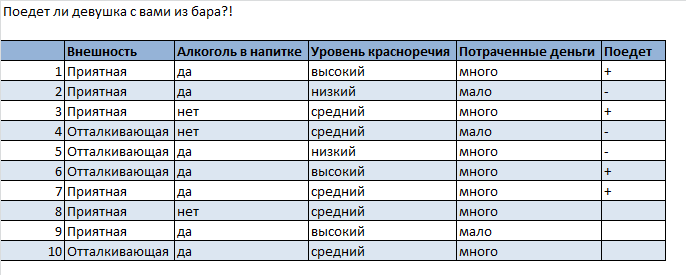 Поедет ли девушка с вами из бара?!
Внешность Алкоголь в напитке Уровень красноречия Потраченные деньги Поедет
1 Приятная да высокий много +
2 Приятная да низкий мало -
3 Приятная нет средний много +
4 Отталкивающая нет средний мало -
5 Отталкивающая да низкий много -
6 Отталкивающая да высокий много +
7 Приятная да средний много +
8 Приятная нет средний много
9 Приятная да высокий мало
10 Отталкивающая да средний много